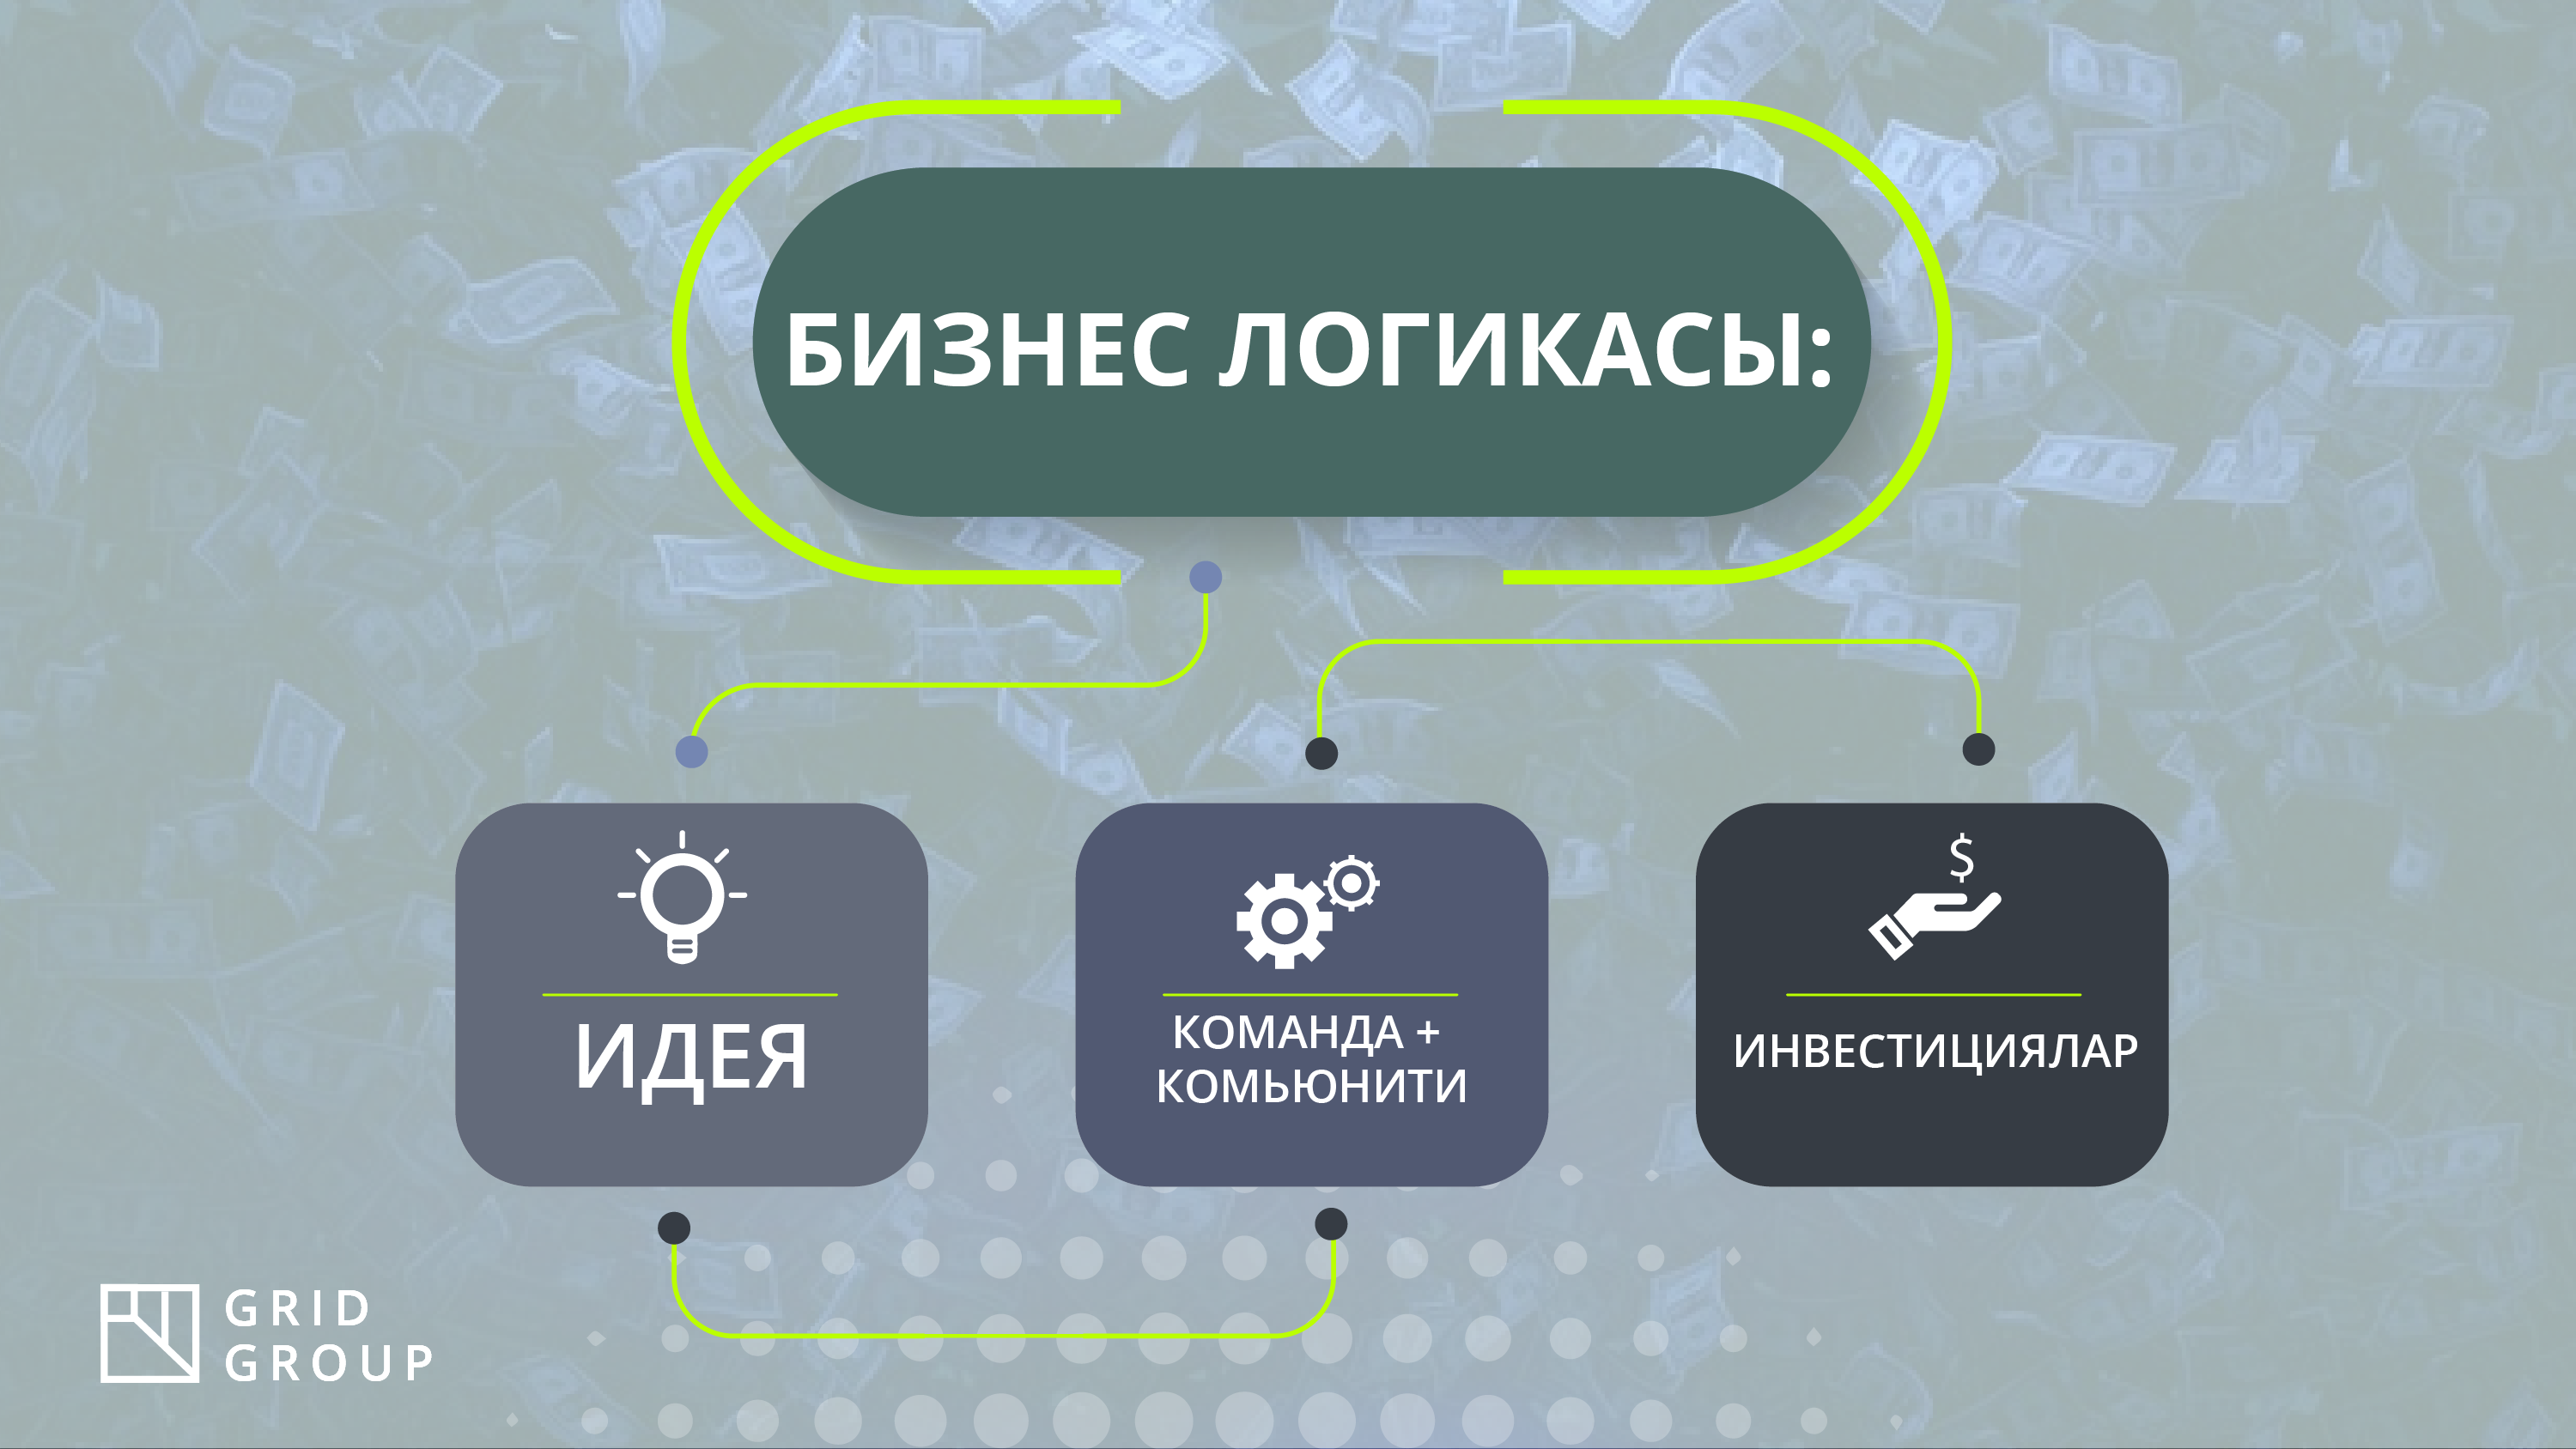 БИЗНЕС ЛОГИКАСЫ:
ИДЕЯ
КОМАНДА +
КОМЬЮНИТИ
$
ИНВЕСТИЦИЯЛАР
GRID
GROUP